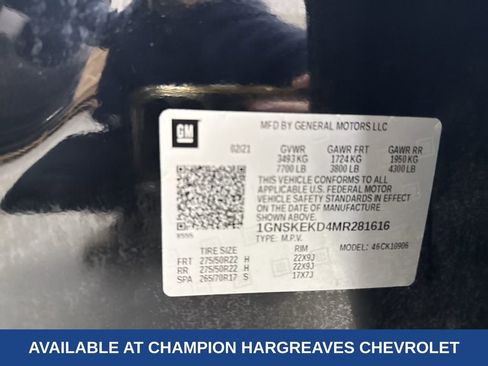 GM
MFD BY GENERAL MOTORS LLC
02/21 GVWR GAWR FRT GAWR RR
3493 KG 1724 KG 1950 KG
7700 LB 3800 LB 4300 LB
THIS VEHICLE CONFORMS TO ALL
APPLICABLE U.S. FEDERAL MOTOR
VEHICLE SAFETY STANDARDS IN EFFECT
ON THE DATE OF MANUFACTURE
SHOWN ABOVE.
1GNSKEKD4MR281616
TYPE: M.P.V. MODEL: 46CK10906
TIRE SIZE RIM
FRT 275/50R22 H 22X9J
RR 275/50R22 H 22X9J
SPA 265/70R17 S 17X7J
AVAILABLE AT CHAMPION HARGREAVES CHEVROLET